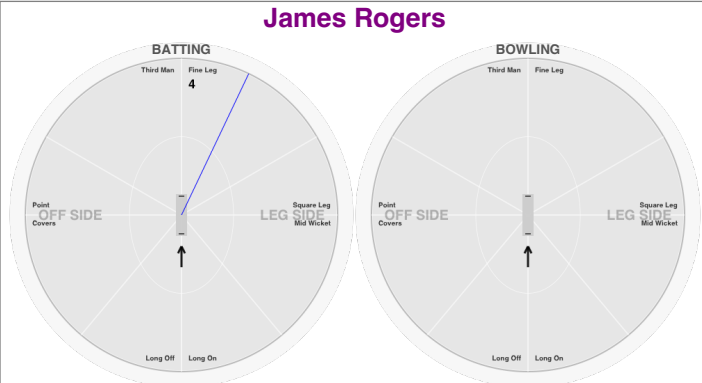 James Rogers
BATTING
Third Man
Fine Leg
4
Point
Square Leg
OFF SIDE
LEG SIDE
Covers
Mid Wicket
Long Off
Long On
BOWLING
Third Man
Fine Leg
Point
Square Leg
OFF SIDE
LEG SIDE
Covers
Mid Wicket
Long Off
Long On